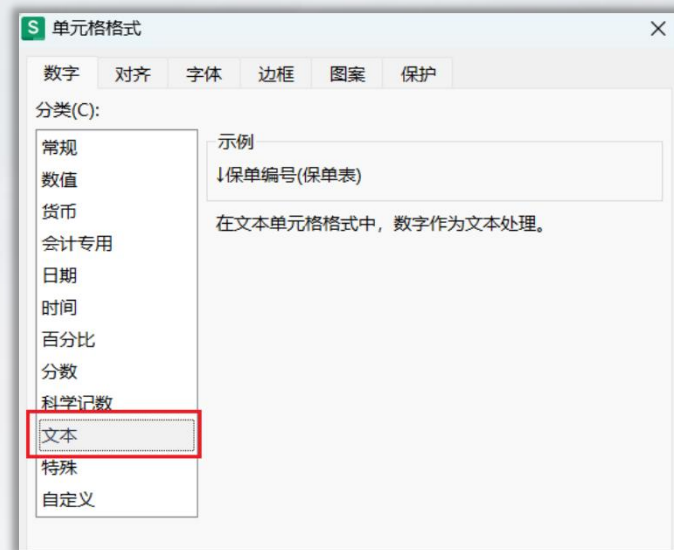 S 单元格格式
数字 对齐 字体 边框 图案 保护
分类(C):
常规
数值
货币
会计专用
日期
时间
百分比
分数
科学记数
文本
特殊
自定义
示例
↓保单编号(保单表)
在文本单元格格式中，数字作为文本处理。